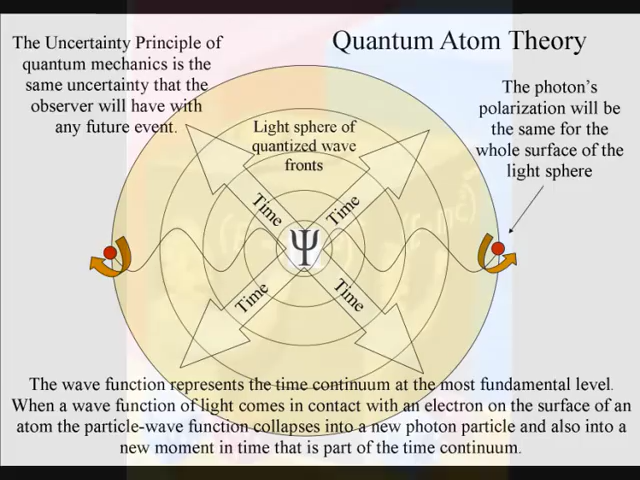 Quantum Atom Theory
The Uncertainty Principle of
quantum mechanics is the
same uncertainty that the
observer will have with
any future event.
Light sphere of
quantized wave
fronts
The photon's
polarization will be
the same for the
whole surface of the
light sphere
Time
Time
Ψ
Time
Time
The wave function represents the time continuum at the most fundamental level.
When a wave function of light comes in contact with an electron on the surface of an
atom the particle-wave function collapses into a new photon particle and also into a
new moment in time that is part of the time continuum.